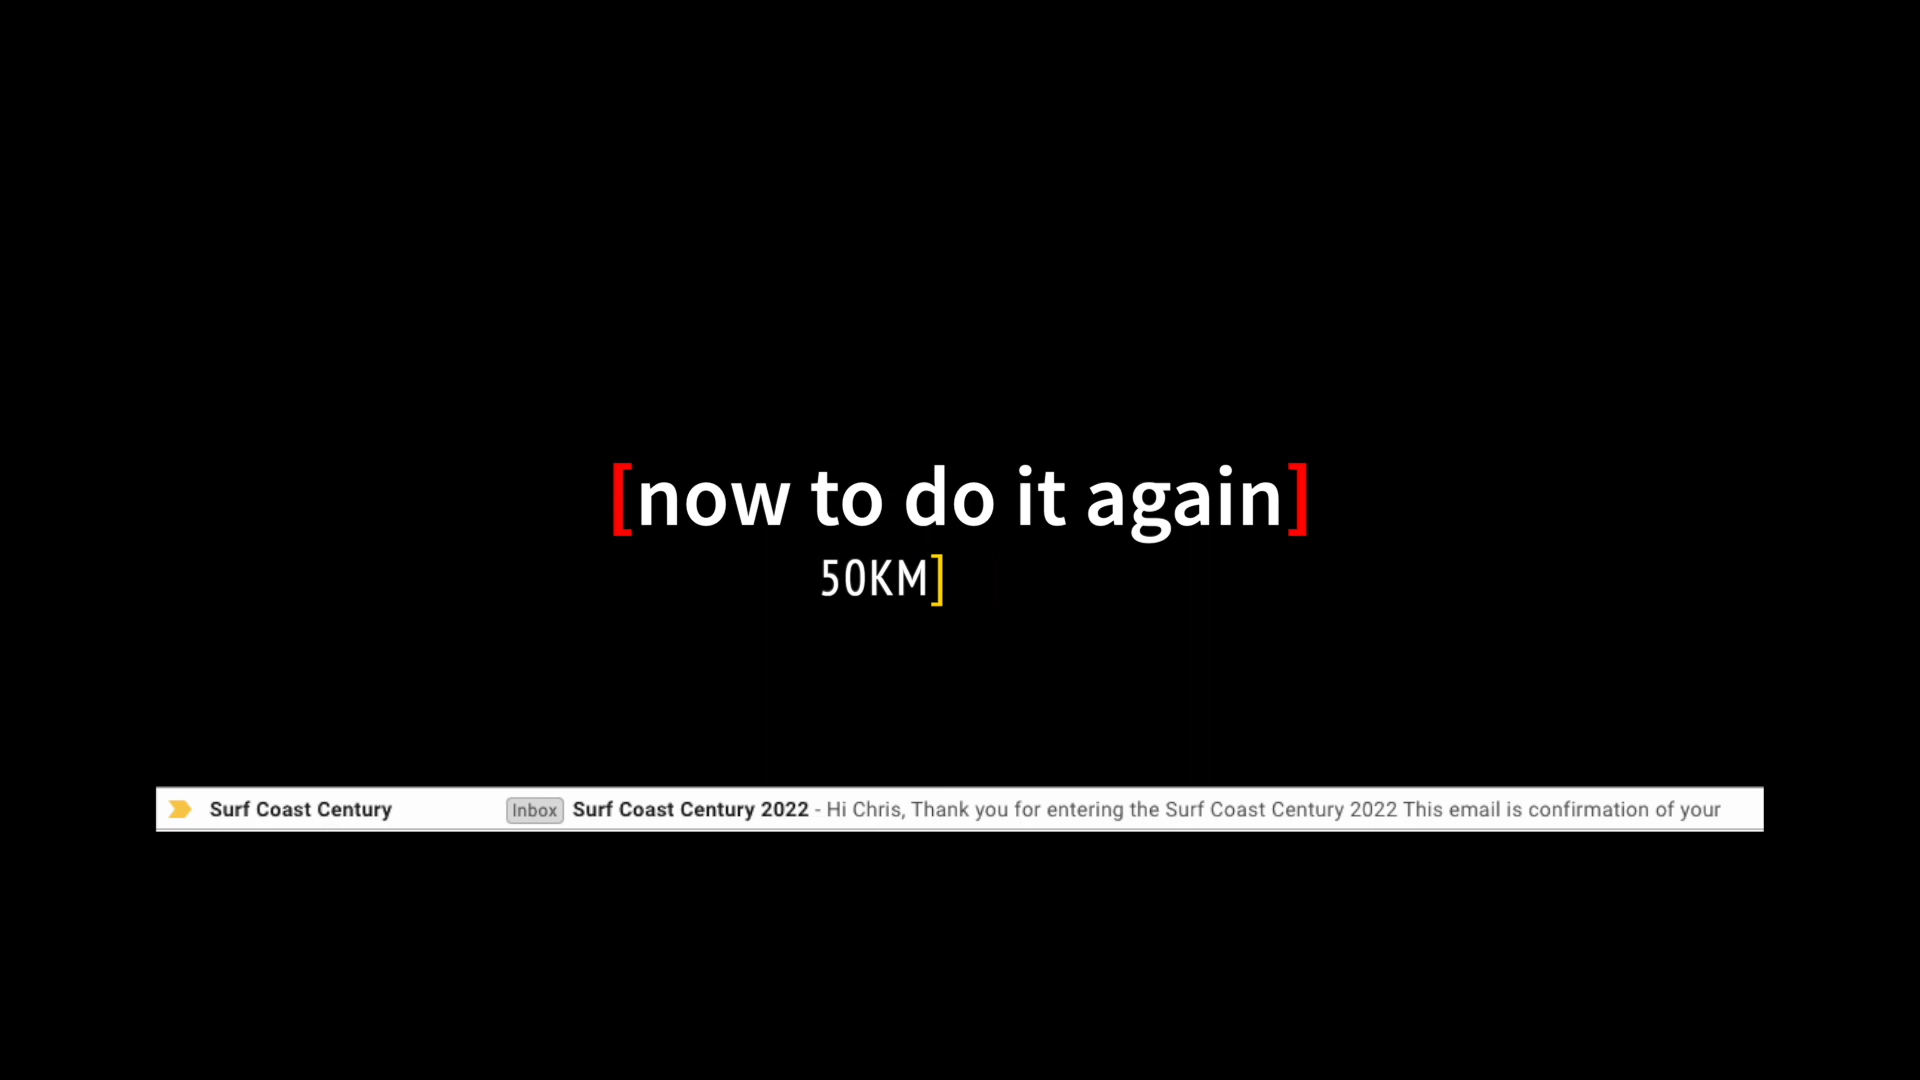 [now to do it again]
50KM]
Surf Coast Century Inbox Surf Coast Century 2022 - Hi Chris, Thank you for entering the Surf Coast Century 2022 This email is confirmation of your